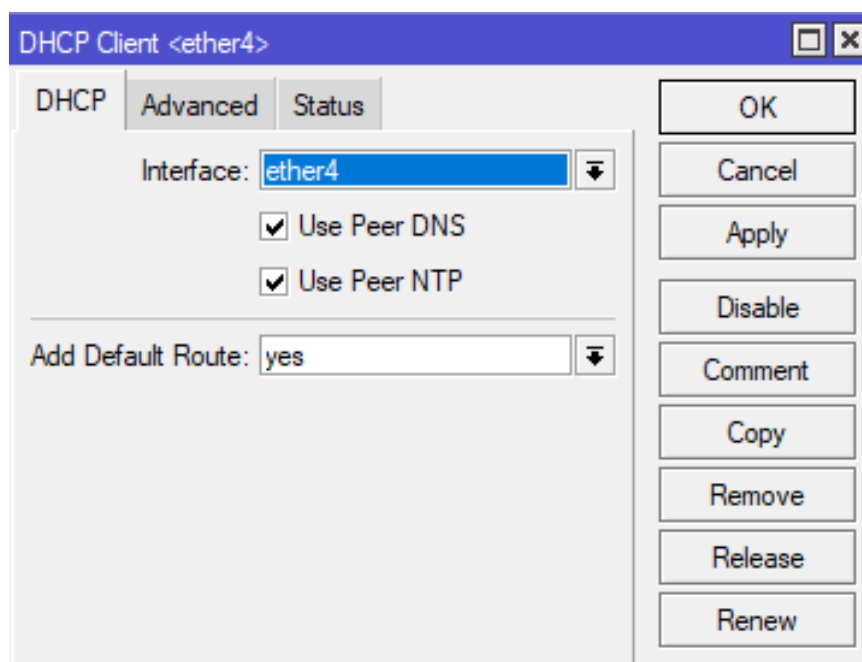 DHCP Client <ether4>
DHCP Advanced Status
Interface: ether4
Use Peer DNS
Use Peer NTP
Add Default Route: yes
OK
Cancel
Apply
Disable
Comment
Copy
Remove
Release
Renew